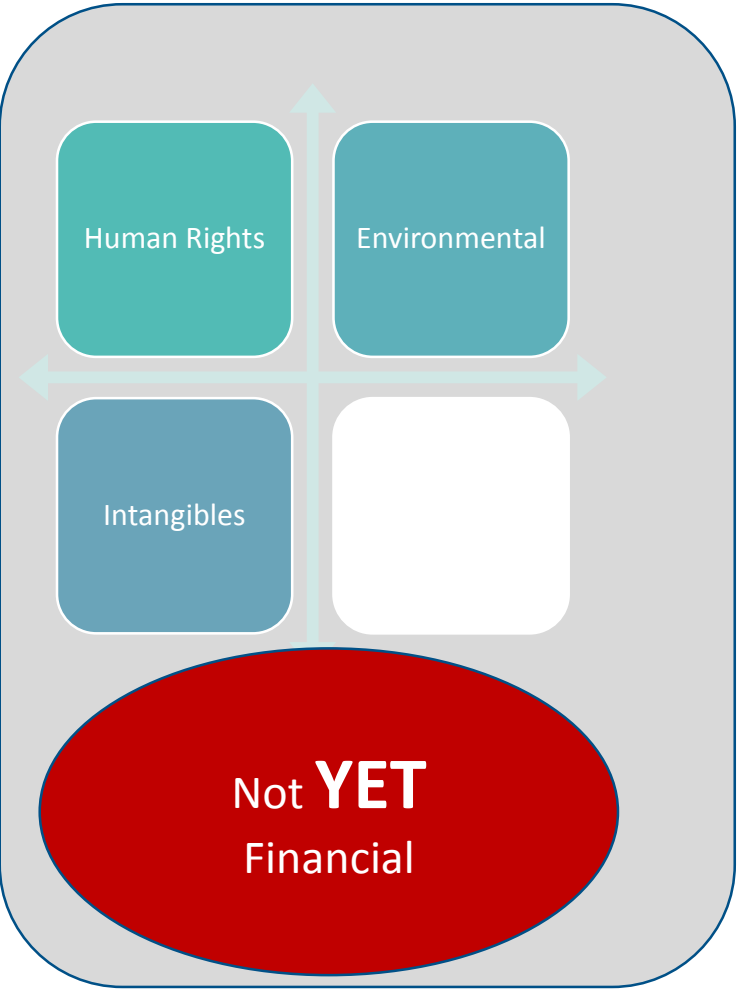 Human Rights
Environmental
Intangibles
Not YET
Financial